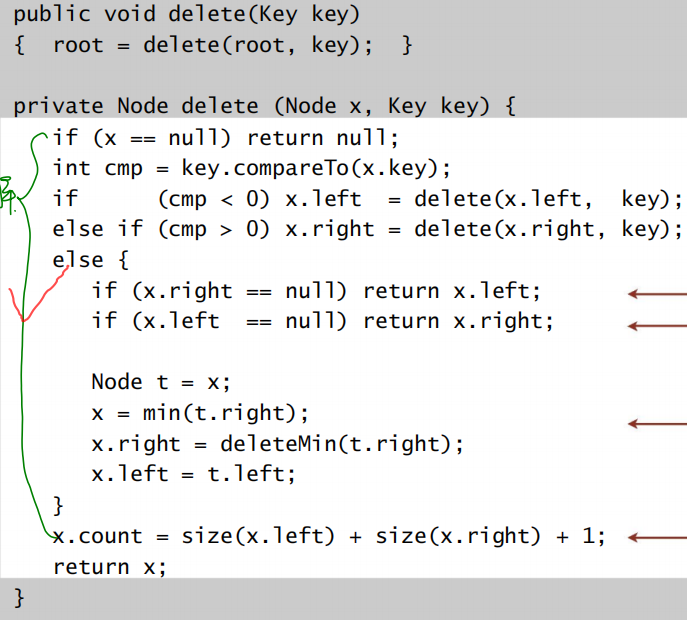 public void delete(Key key)
{  root = delete(root, key);  }
private Node delete (Node x, Key key) {
if (x == null) return null;
int cmp = key.compareTo(x.key);
if      (cmp < 0) x.left  = delete(x.left,  key);
else if (cmp > 0) x.right = delete(x.right, key);
else {
if (x.right == null) return x.left;
if (x.left  == null) return x.right;
Node t = x;
x = min(t.right);
x.right = deleteMin(t.right);
x.left = t.left;
}
x.count = size(x.left) + size(x.right) + 1;
return x;
}